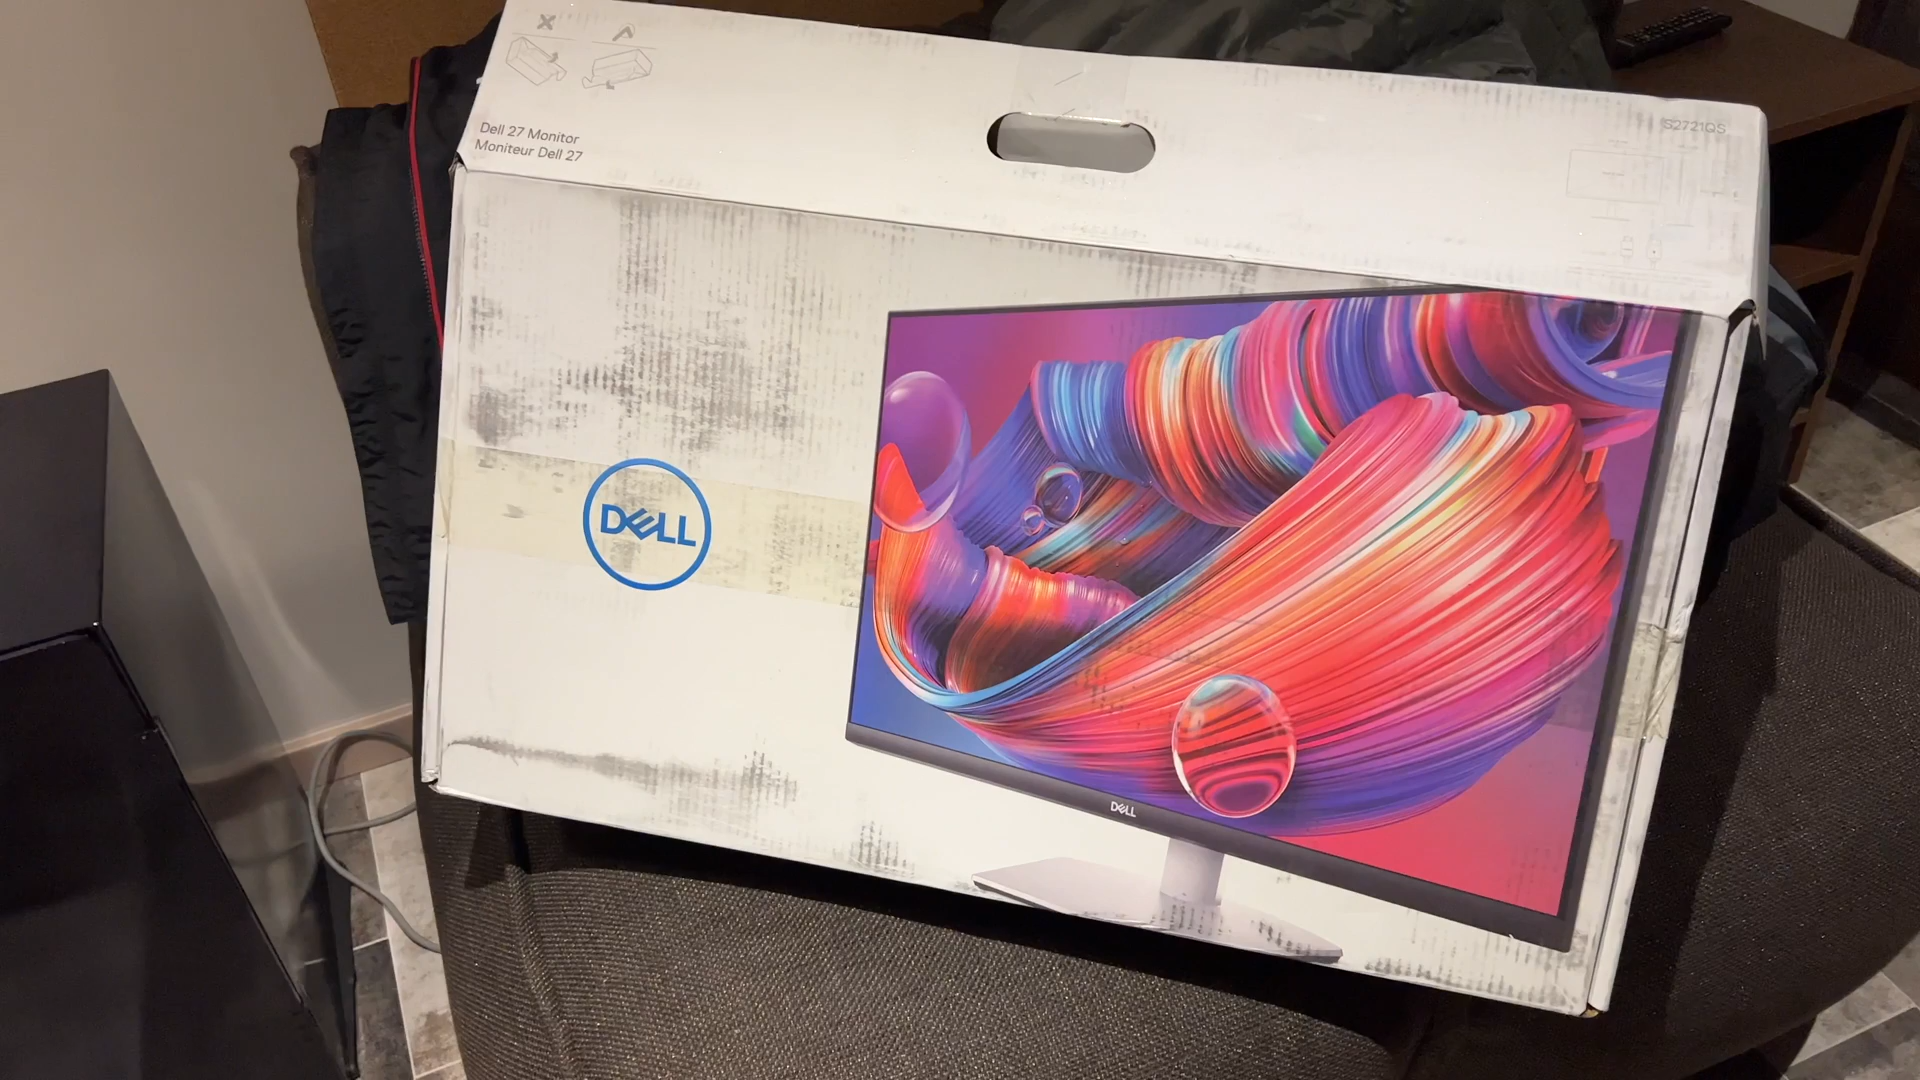 Dell 27 Monitor
Moniteur Dell 27
S2721QS
DELL
DELL